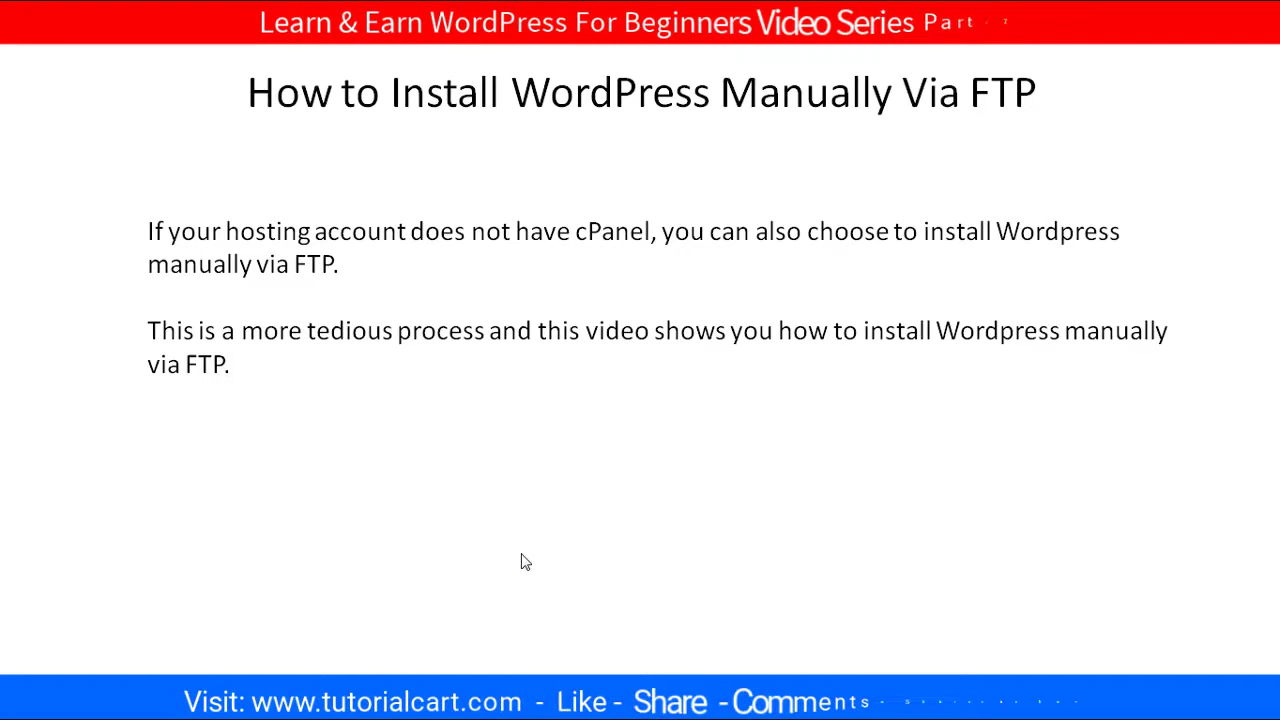 Learn & Earn WordPress For Beginners Video Series Part
How to Install WordPress Manually Via FTP
If your hosting account does not have cPanel, you can also choose to install Wordpress
manually via FTP.
This is a more tedious process and this video shows you how to install Wordpress manually
via FTP.
Visit: www.tutorialcart.com - Like - Share - Comments -